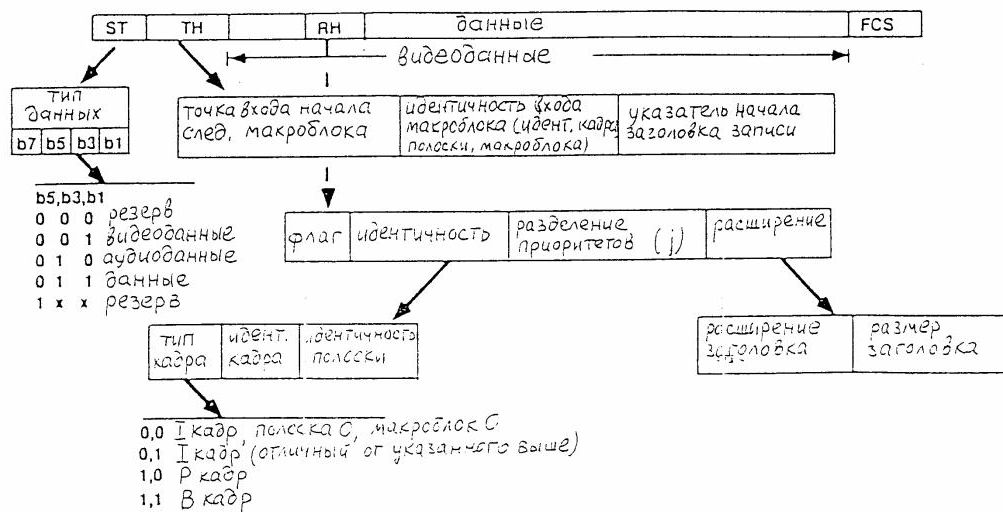 ST TH RH данные FCS
видеоданные
тип данных
b7 b5 b3 b1
точка входа начала след. макроблока
идентичность входа макроблока (идент. кадра, полоски, макроблока)
указатель начала заголовка записи
b5,b3,b1
0 0 0 резерв
0 0 1 видеоданные
0 1 0 аудиоданные
0 1 1 данные
1 x x резерв
флаг идентичность
разделение приоритетов (j)
расширение
тип кадра
идент. кадра
идентичность полоски
расширение заголовка
размер заголовка
0,0 I кадр, полоска 0, макроблок 0
0,1 I кадр (отличный от указанного выше)
1,0 P кадр
1,1 B кадр